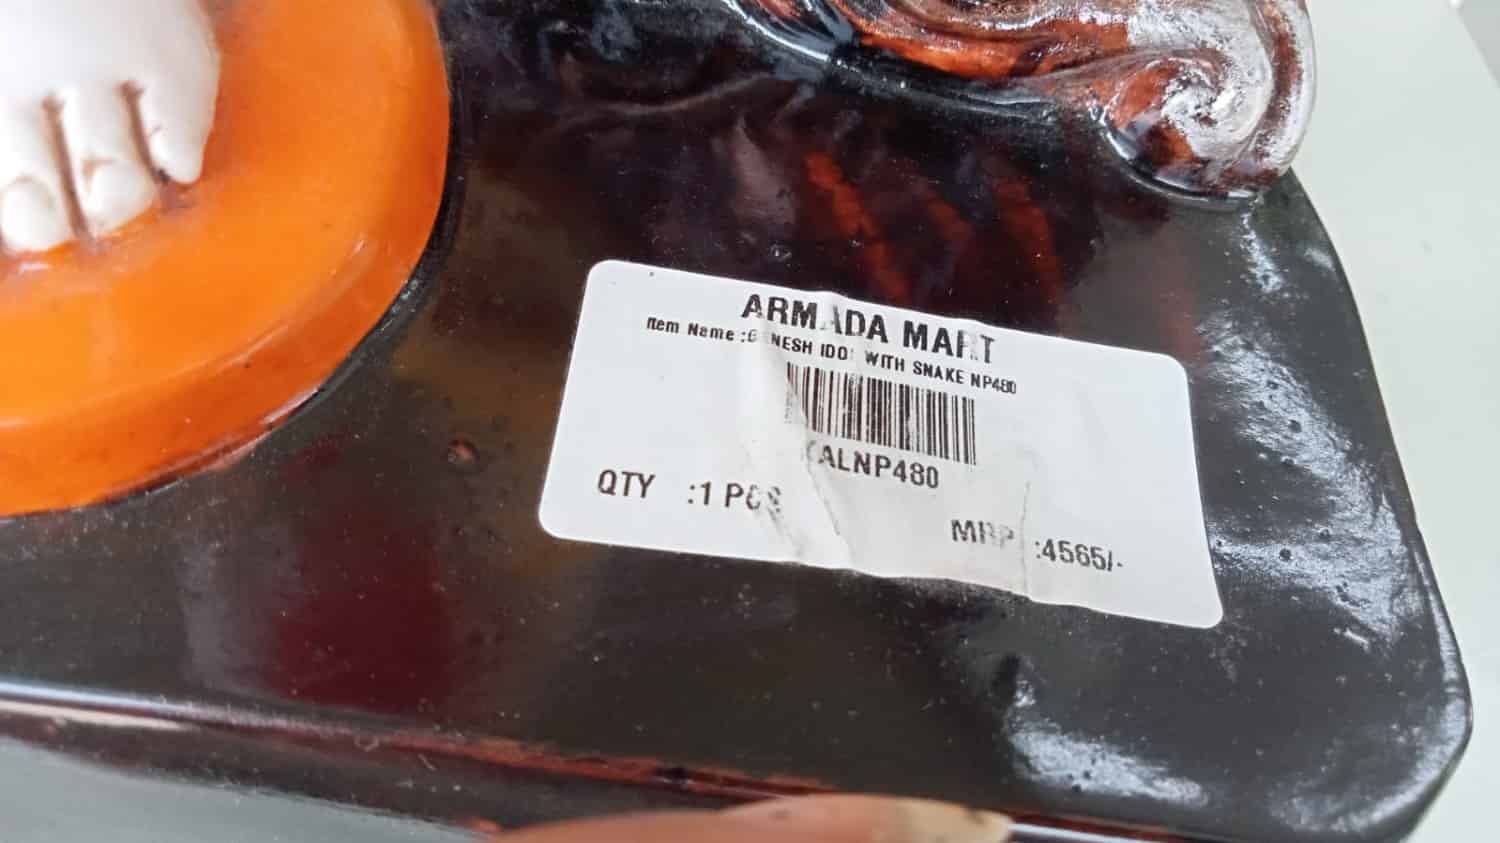 ARMADA MART
Item Name :GANESH IDOL WITH SNAKE NP480
KALNP480
QTY :1 PCS
MRP :4565/-